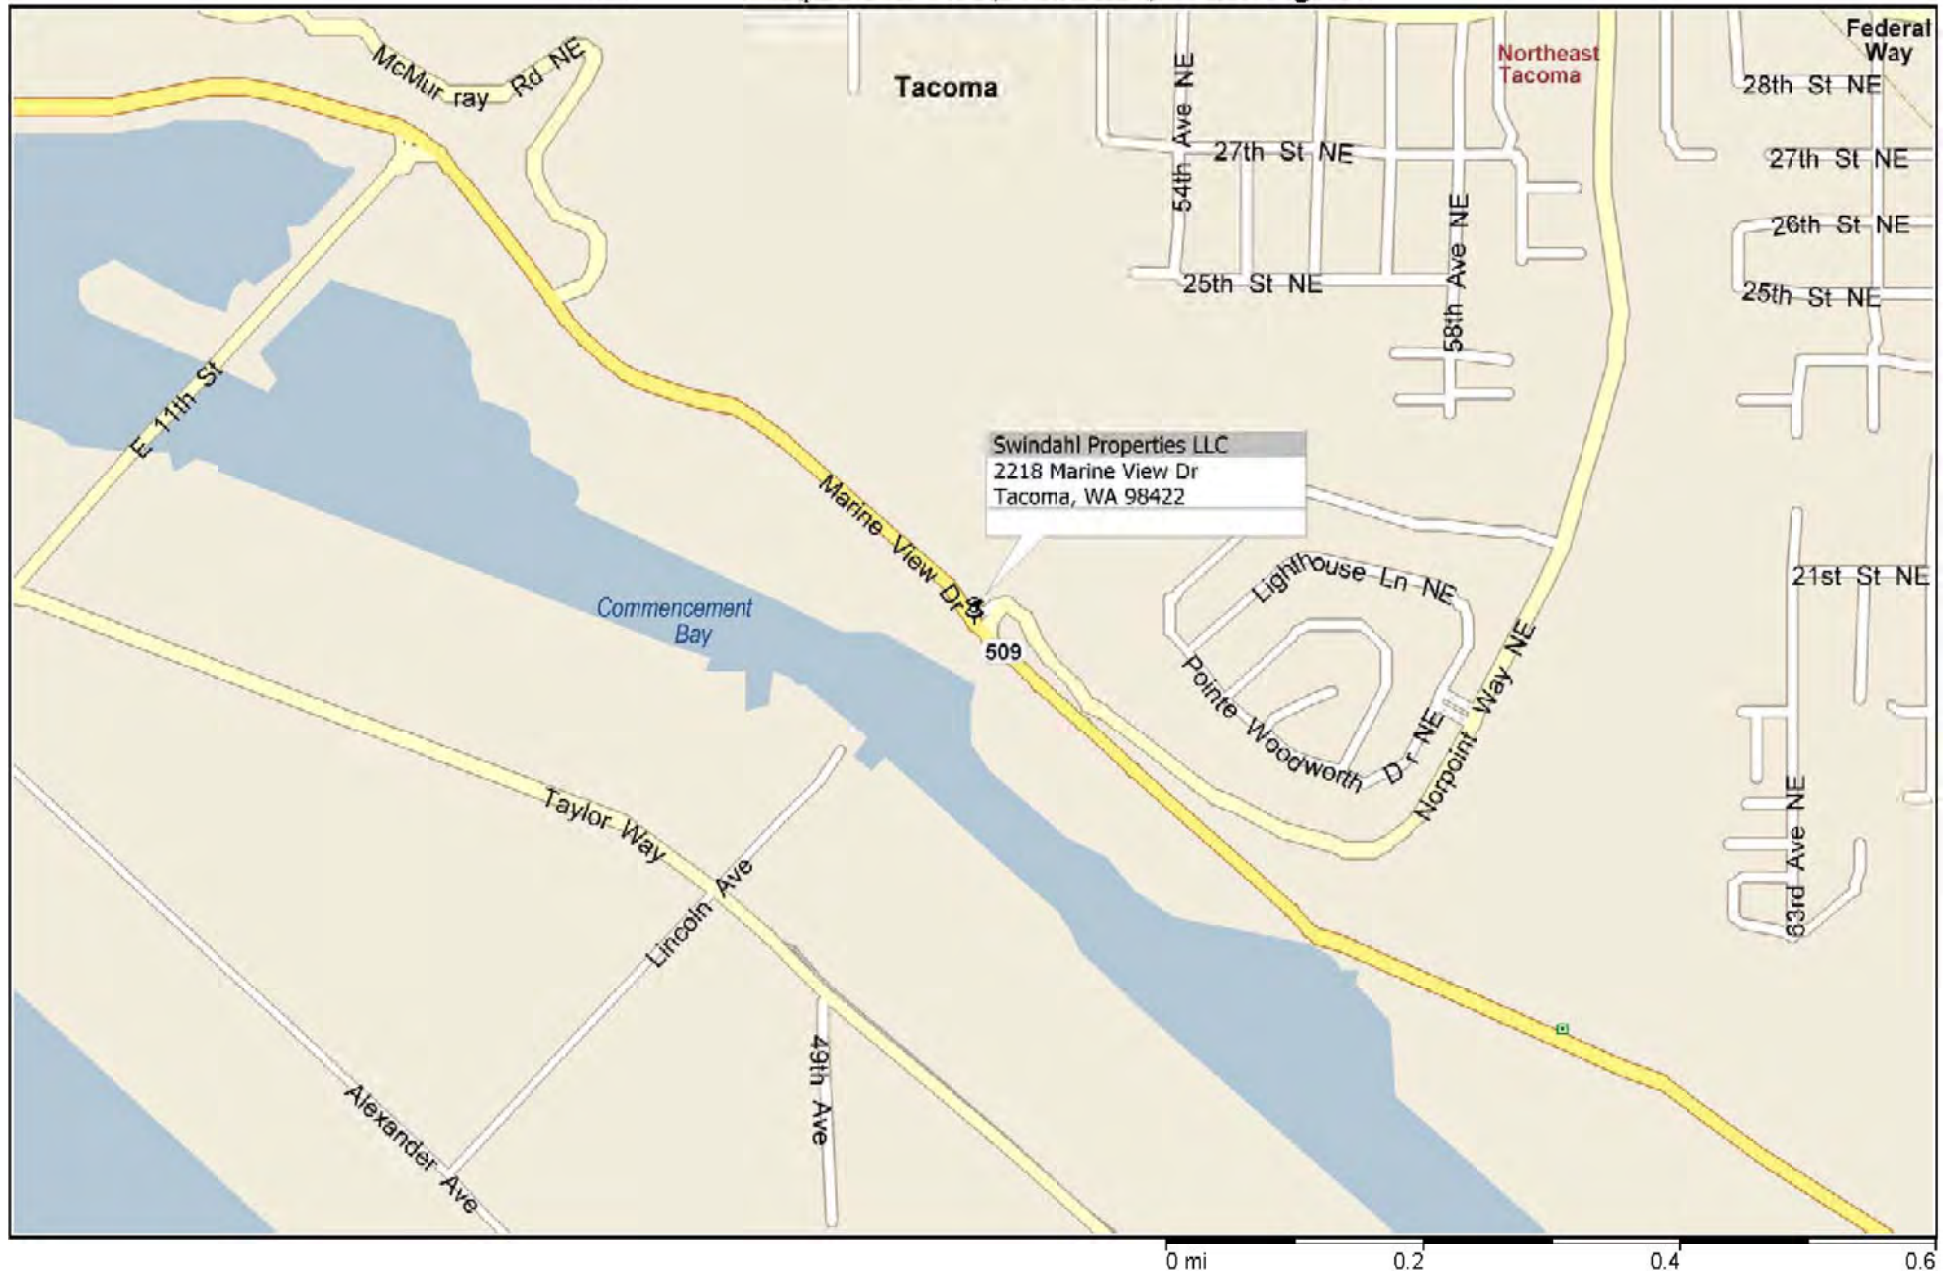 Federal
Way
Northeast
Tacoma
Tacoma
McMurray Rd NE
28th St NE
54th Ave NE
27th St NE
27th St NE
26th St NE
58th Ave NE
25th St NE
25th St NE
E 11th St
Swindahl Properties LLC
2218 Marine View Dr
Tacoma, WA 98422
Marine View Dr
Lighthouse Ln NE
21st St NE
Commencement
Bay
509
Pointe Woodworth Dr NE
Norpoint Way NE
Taylor Way
Lincoln Ave
63rd Ave NE
49th Ave
Alexander Ave
0 mi 0.2 0.4 0.6